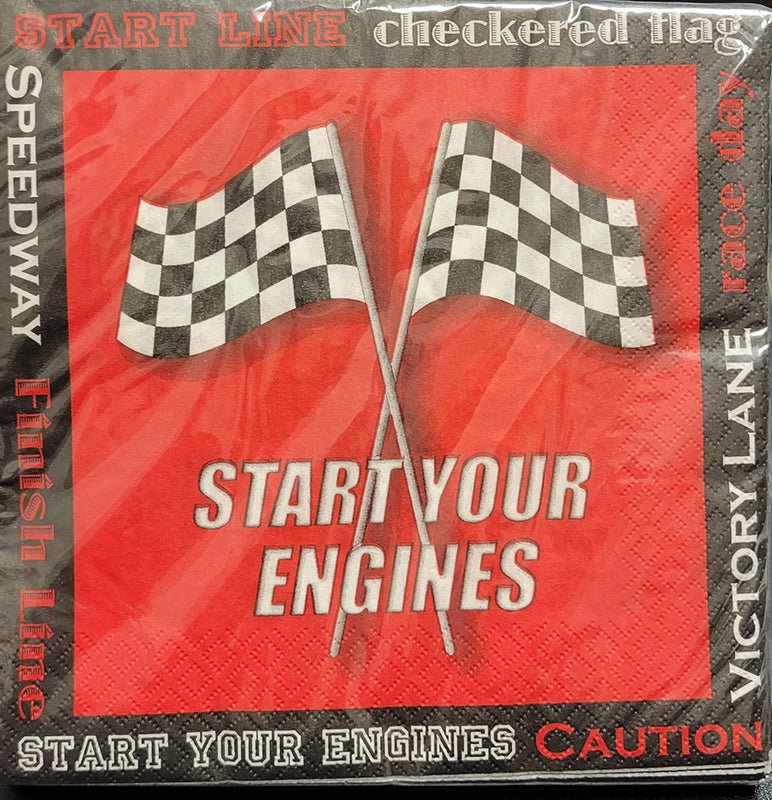 START LINE checkered flag
SPEEDWAY
Finish Line
race day
VICTORY LANE
START YOUR
ENGINES
START YOUR ENGINES CAUTION